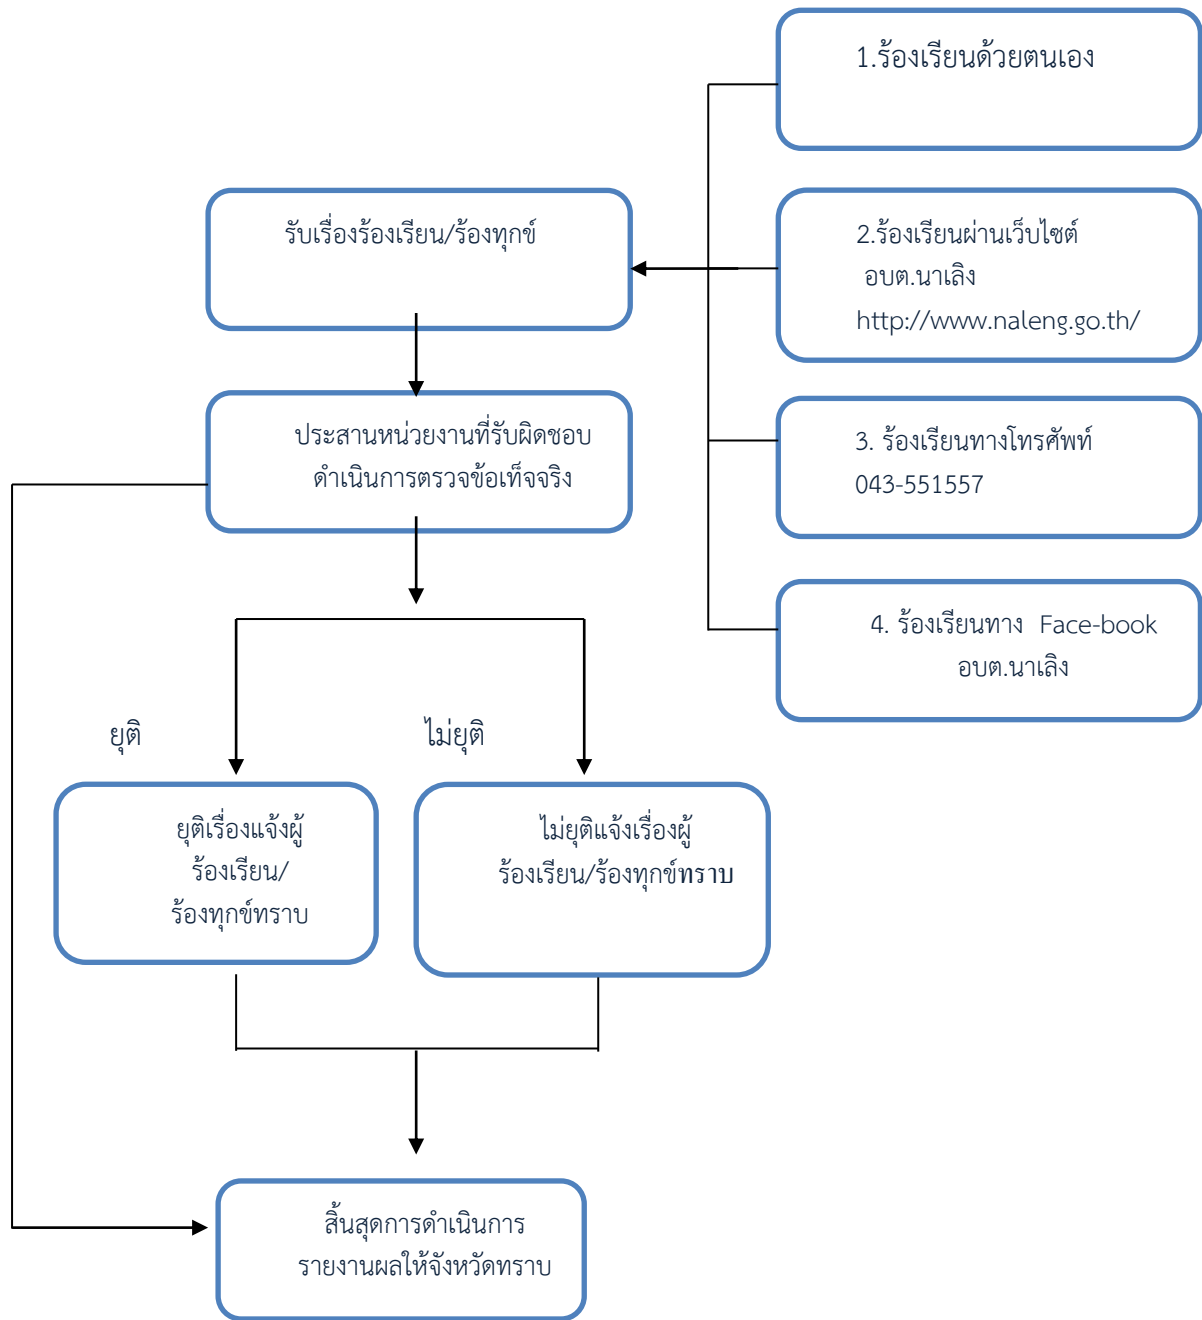 1.ร้องเรียนด้วยตนเอง
รับเรื่องร้องเรียน/ร้องทุกข์
2.ร้องเรียนผ่านเว็บไซต์
อบต.นาเลิง
http://www.naleng.go.th/
ประสานหน่วยงานที่รับผิดชอบ
ดำเนินการตรวจข้อเท็จจริง
3. ร้องเรียนทางโทรศัพท์
043-551557
4. ร้องเรียนทาง Face-book
อบต.นาเลิง
ยุติ
ไม่ยุติ
ยุติเรื่องแจ้งผู้
ร้องเรียน/
ร้องทุกข์ทราบ
ไม่ยุติแจ้งเรื่องผู้
ร้องเรียน/ร้องทุกข์ทราบ
สิ้นสุดการดำเนินการ
รายงานผลให้จังหวัดทราบ